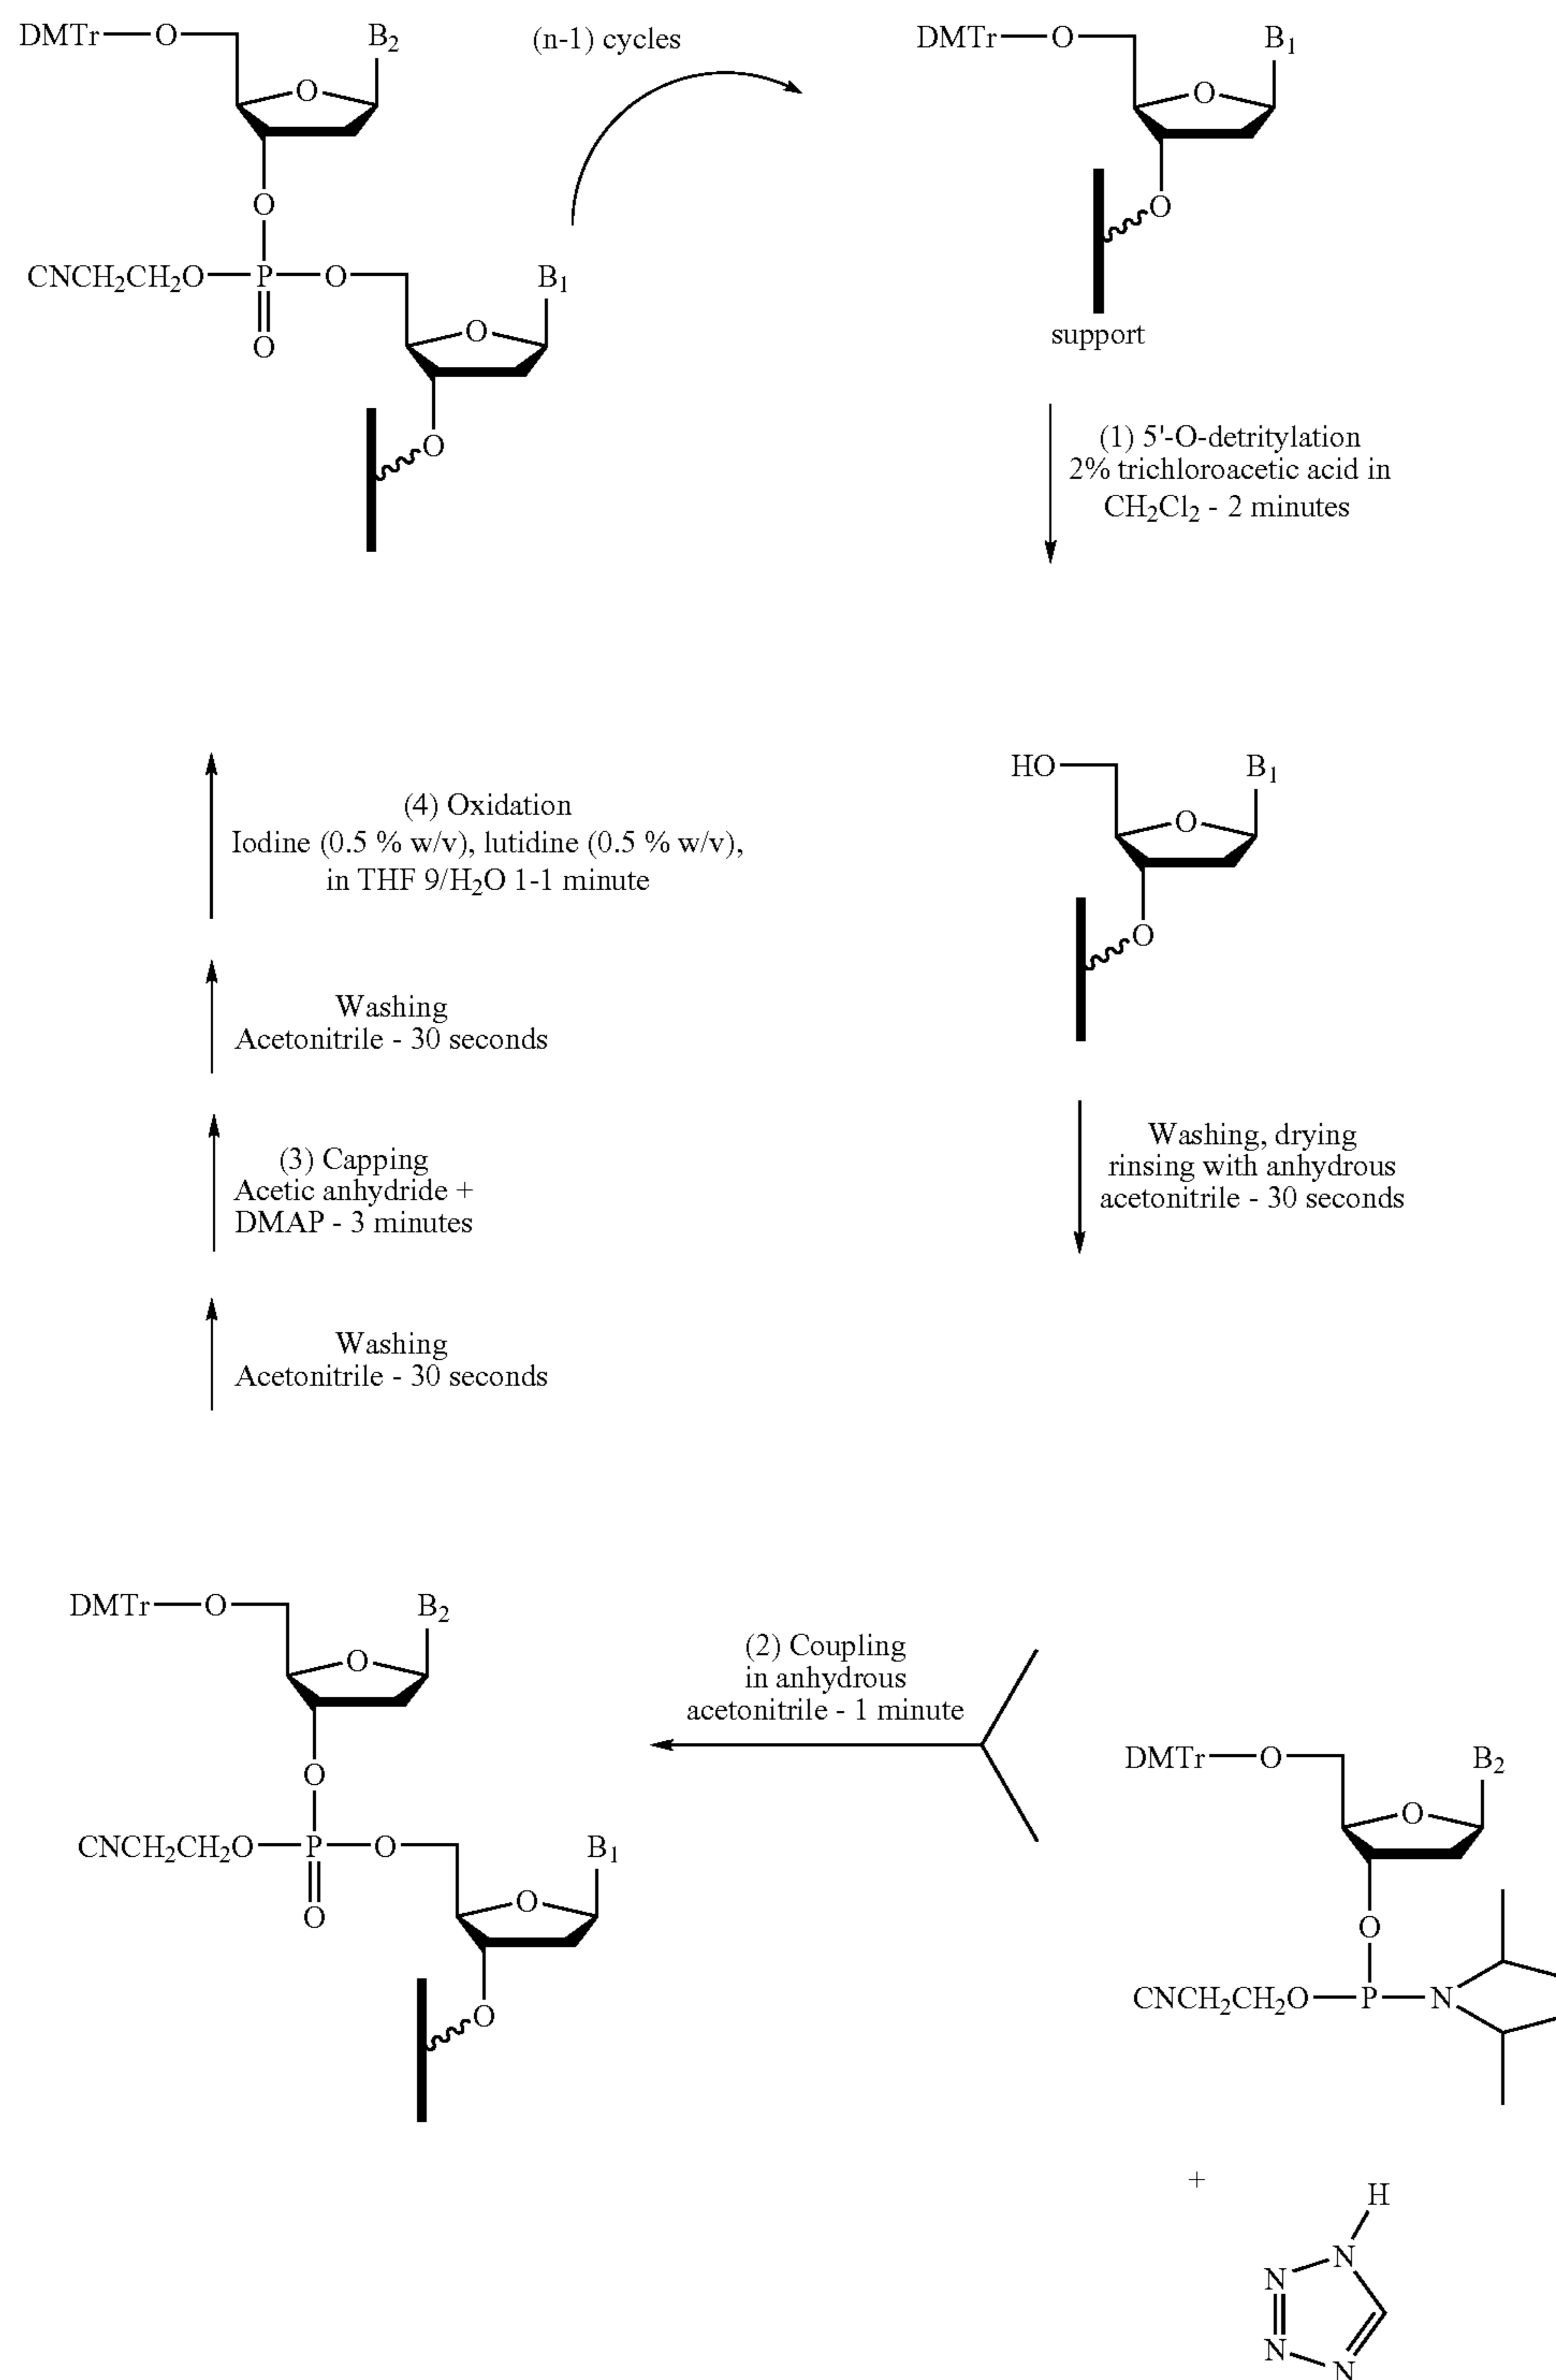 DMTr—O
B₂
(n-1) cycles
DMTr—O
B₁
O
O
O
O
CNCH₂CH₂O—P—O
B₁
support
O
O
O
(1) 5'-O-detritylation
2% trichloroacetic acid in
CH₂Cl₂ - 2 minutes
HO
B₁
O
O
(4) Oxidation
Iodine (0.5 % w/v), lutidine (0.5 % w/v),
in THF 9/H₂O 1-1 minute
Washing
Acetonitrile - 30 seconds
Washing, drying
rinsing with anhydrous
acetonitrile - 30 seconds
(3) Capping
Acetic anhydride +
DMAP - 3 minutes
Washing
Acetonitrile - 30 seconds
DMTr—O
B₂
O
O
(2) Coupling
in anhydrous
acetonitrile - 1 minute
CNCH₂CH₂O—P—O
B₁
O
O
O
DMTr—O
B₂
O
O
CNCH₂CH₂O—P—N
+
H
N
N
N
N